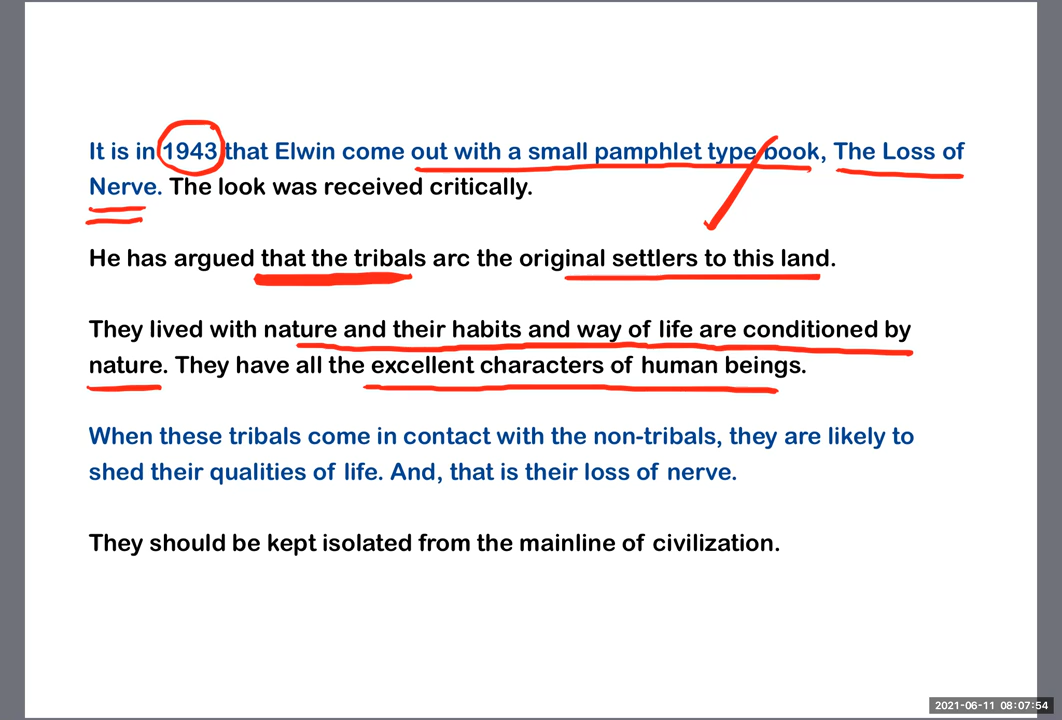 It is in 1943 that Elwin come out with a small pamphlet type book, The Loss of
Nerve. The look was received critically.
He has argued that the tribals arc the original settlers to this land.
They lived with nature and their habits and way of life are conditioned by
nature. They have all the excellent characters of human beings.
When these tribals come in contact with the non-tribals, they are likely to
shed their qualities of life. And, that is their loss of nerve.
They should be kept isolated from the mainline of civilization.
2021-06-11 08:07:54